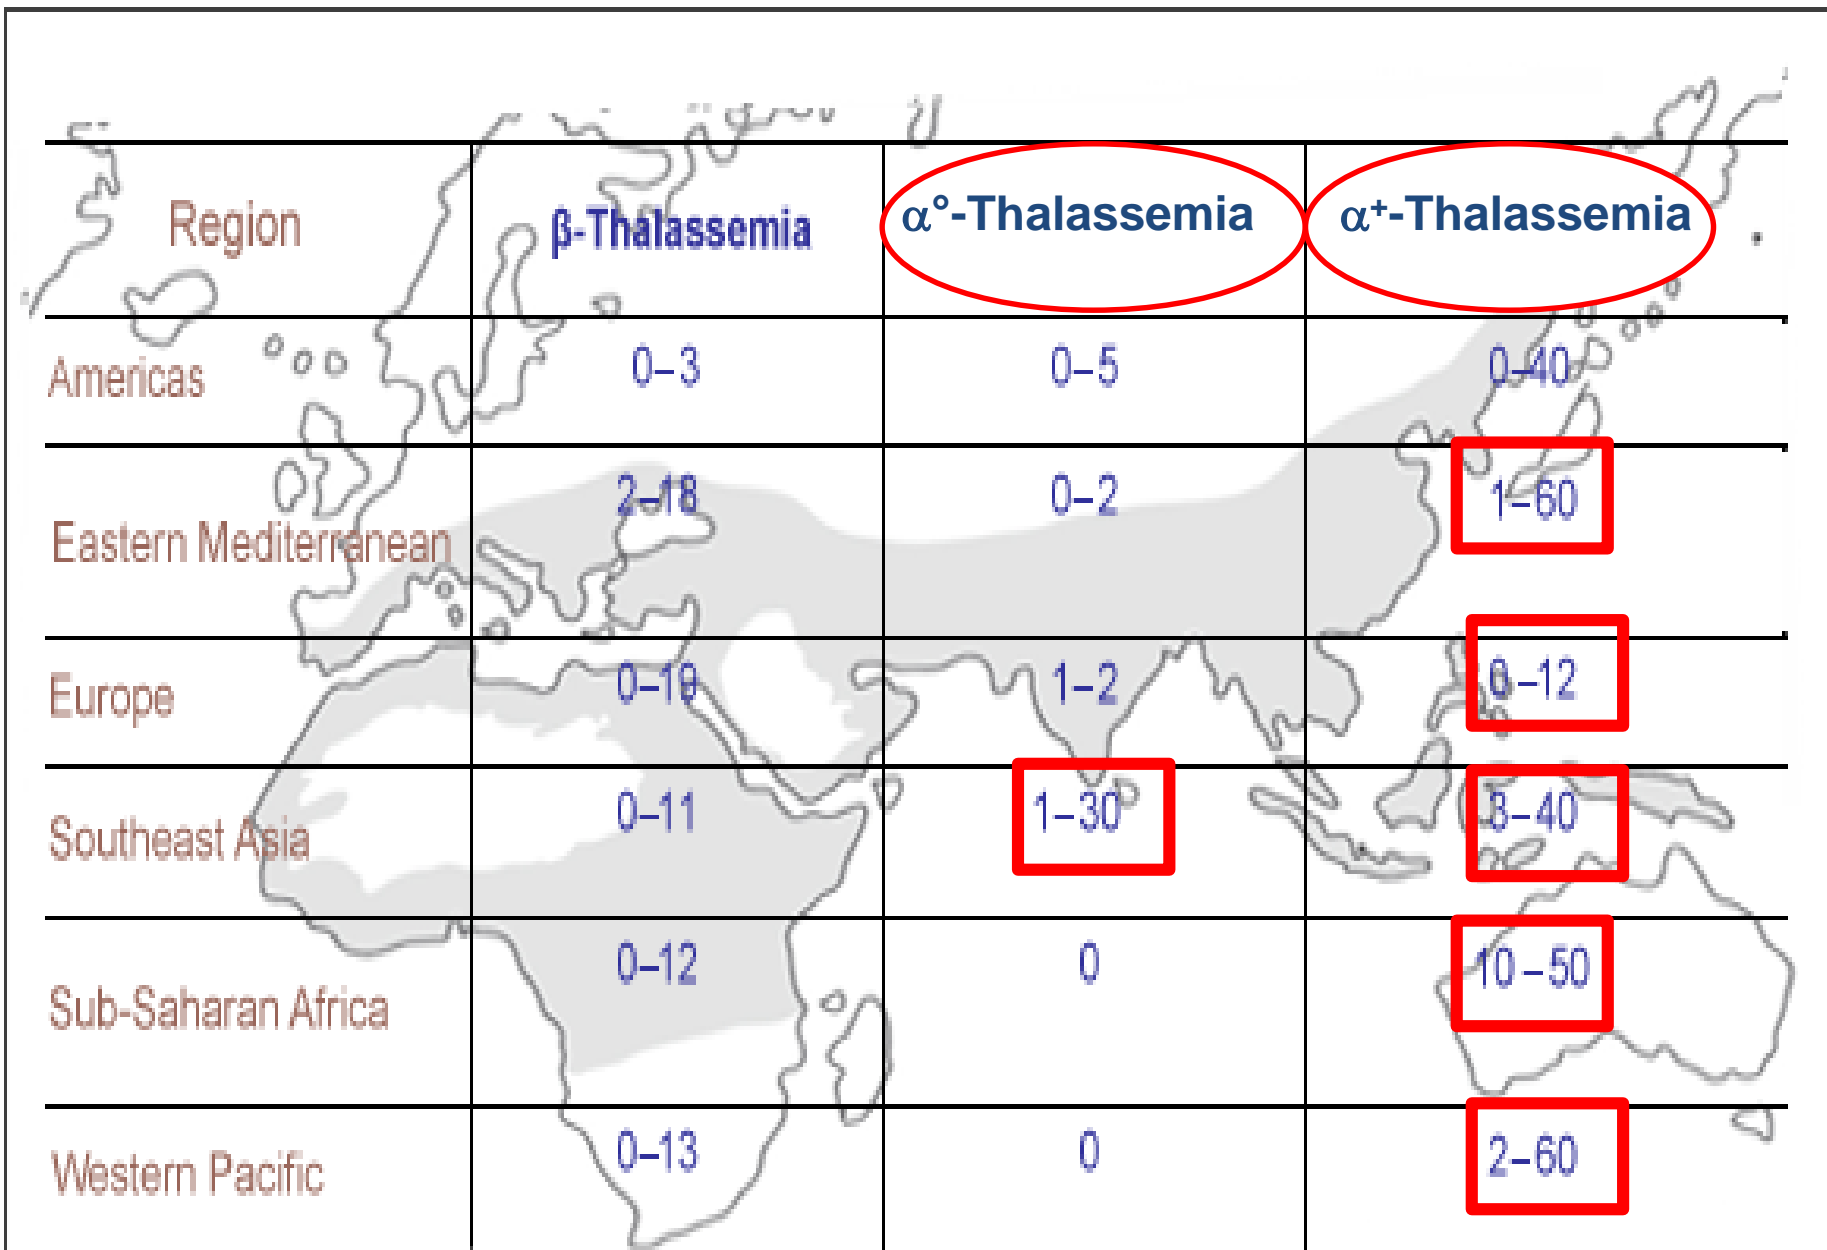 Region β-Thalassemia α°-Thalassemia α⁺-Thalassemia
Americas 0–3 0–5 0–40
Eastern Mediterranean 2–18 0–2 1–60
Europe 0–19 1–2 0–12
Southeast Asia 0–11 1–30 3–40
Sub-Saharan Africa 0–12 0 10–50
Western Pacific 0–13 0 2–60